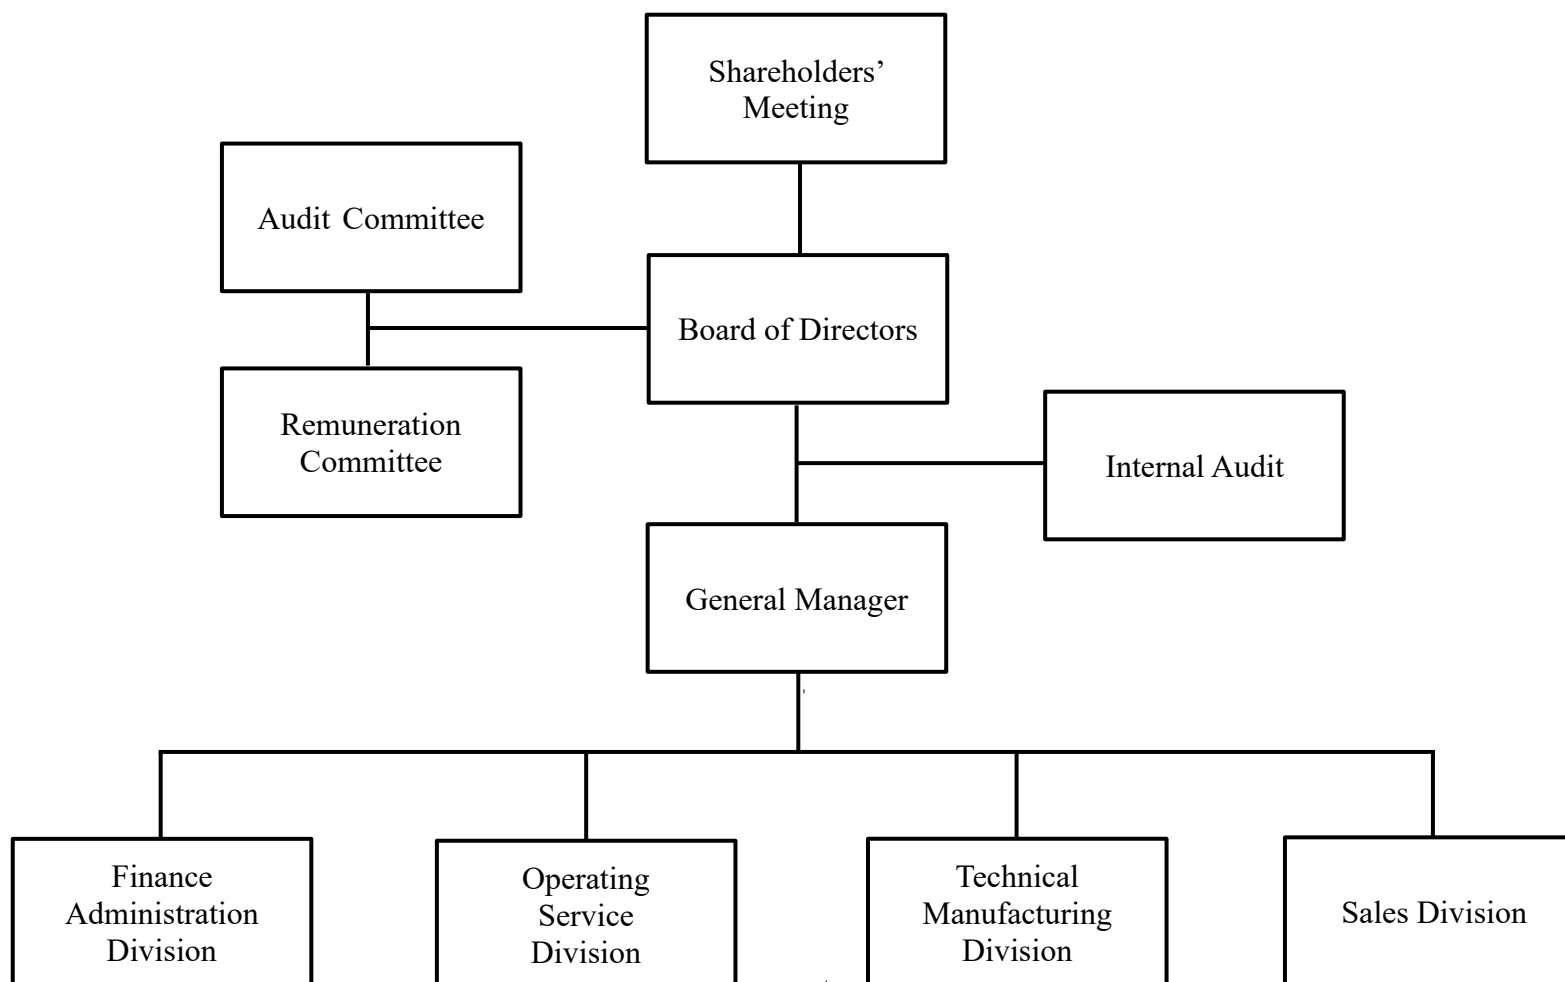 Shareholders’
Meeting
Audit Committee
Board of Directors
Remuneration
Committee
Internal Audit
General Manager
Finance
Administration
Division
Operating
Service
Division
Technical
Manufacturing
Division
Sales Division